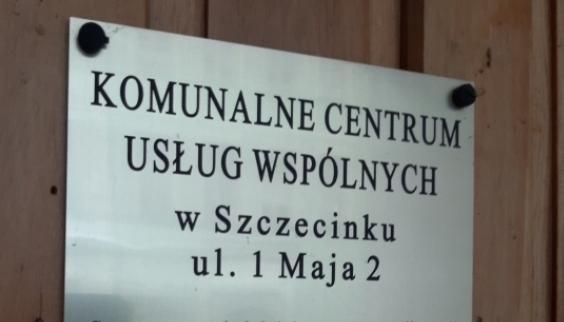 KOMUNALNE CENTRUM
USŁUG WSPÓLNYCH
w Szczecinku
ul. 1 Maja 2